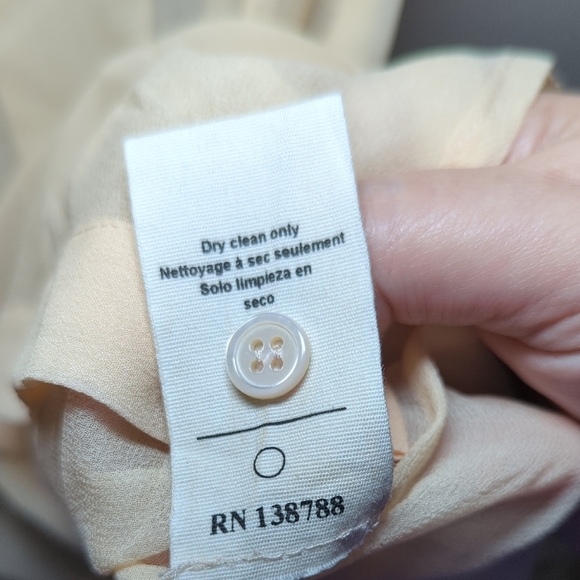 Dry clean only
Nettoyage à sec seulement
Solo limpieza en
seco
RN 138788